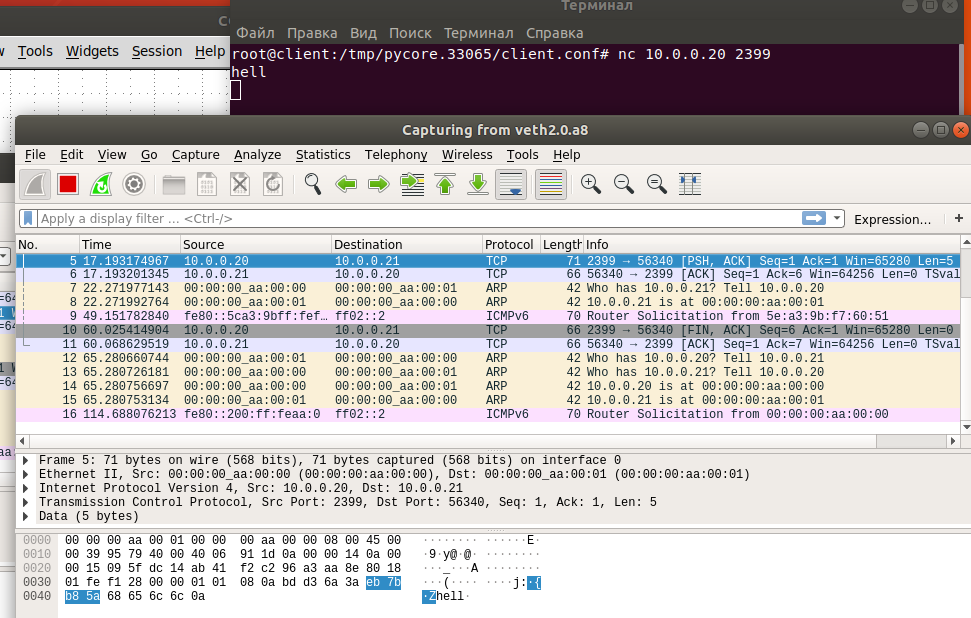 Терминал
Файл Правка Вид Поиск Терминал Справка
Tools Widgets Session Help
root@client:/tmp/pycore.33065/client.conf# nc 10.0.0.20 2399
hell
Capturing from veth2.0.a8
File Edit View Go Capture Analyze Statistics Telephony Wireless Tools Help
Apply a display filter … <Ctrl-/> Expression… +
No. Time Source Destination Protocol Length Info
5 17.193174967 10.0.0.20 10.0.0.21 TCP 71 2399 → 56340 [PSH, ACK] Seq=1 Ack=1 Win=65280 Len=5
6 17.193201345 10.0.0.21 10.0.0.20 TCP 66 56340 → 2399 [ACK] Seq=1 Ack=6 Win=64256 Len=0 TSval
7 22.271977143 00:00:00_aa:00:00 00:00:00_aa:00:01 ARP 42 Who has 10.0.0.21? Tell 10.0.0.20
8 22.271992764 00:00:00_aa:00:01 00:00:00_aa:00:00 ARP 42 10.0.0.21 is at 00:00:00:aa:00:01
9 49.151782840 fe80::5ca3:9bff:fef… ff02::2 ICMPv6 70 Router Solicitation from 5e:a3:9b:f7:60:51
10 60.025414904 10.0.0.20 10.0.0.21 TCP 66 2399 → 56340 [FIN, ACK] Seq=6 Ack=1 Win=65280 Len=0
11 60.068629519 10.0.0.21 10.0.0.20 TCP 66 56340 → 2399 [ACK] Seq=1 Ack=7 Win=64256 Len=0 TSval
12 65.280660744 00:00:00_aa:00:01 00:00:00_aa:00:00 ARP 42 Who has 10.0.0.20? Tell 10.0.0.21
13 65.280726181 00:00:00_aa:00:00 00:00:00_aa:00:01 ARP 42 Who has 10.0.0.21? Tell 10.0.0.20
14 65.280756697 00:00:00_aa:00:00 00:00:00_aa:00:01 ARP 42 10.0.0.20 is at 00:00:00:aa:00:00
15 65.280753134 00:00:00_aa:00:01 00:00:00_aa:00:00 ARP 42 10.0.0.21 is at 00:00:00:aa:00:01
16 114.688076213 fe80::200:ff:feaa:0 ff02::2 ICMPv6 70 Router Solicitation from 00:00:00:aa:00:00
Frame 5: 71 bytes on wire (568 bits), 71 bytes captured (568 bits) on interface 0
Ethernet II, Src: 00:00:00_aa:00:00 (00:00:00:aa:00:00), Dst: 00:00:00_aa:00:01 (00:00:00:aa:00:01)
Internet Protocol Version 4, Src: 10.0.0.20, Dst: 10.0.0.21
Transmission Control Protocol, Src Port: 2399, Dst Port: 56340, Seq: 1, Ack: 1, Len: 5
Data (5 bytes)
0000 00 00 00 aa 00 01 00 00 00 aa 00 00 08 00 45 00 ········ ······E·
0010 00 39 95 79 40 00 40 06 91 1d 0a 00 00 14 0a 00 ·9·y@·@· ········
0020 00 15 09 5f dc 14 ab 41 f2 c2 96 a3 aa 8e 80 18 ···_···A ········
0030 01 fe f1 28 00 00 01 01 08 0a bd d3 6a 3a eb 7b ···(···· ····j:·{
0040 b8 5a 68 65 6c 6c 0a ·Zhell·